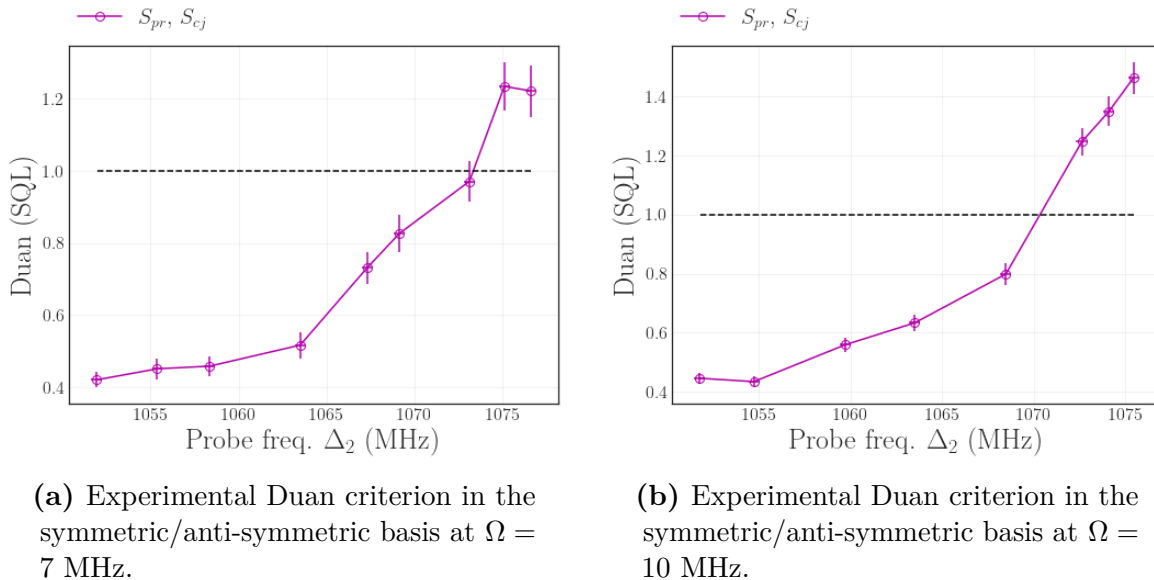 S_pr, S_cj
Duan (SQL)
1.2
1.0
0.8
0.6
0.4
1055 1060 1065 1070 1075
Probe freq. Δ₂ (MHz)
(a) Experimental Duan criterion in the
symmetric/anti-symmetric basis at Ω =
7 MHz.
S_pr, S_cj
Duan (SQL)
1.4
1.2
1.0
0.8
0.6
0.4
1055 1060 1065 1070 1075
Probe freq. Δ₂ (MHz)
(b) Experimental Duan criterion in the
symmetric/anti-symmetric basis at Ω =
10 MHz.